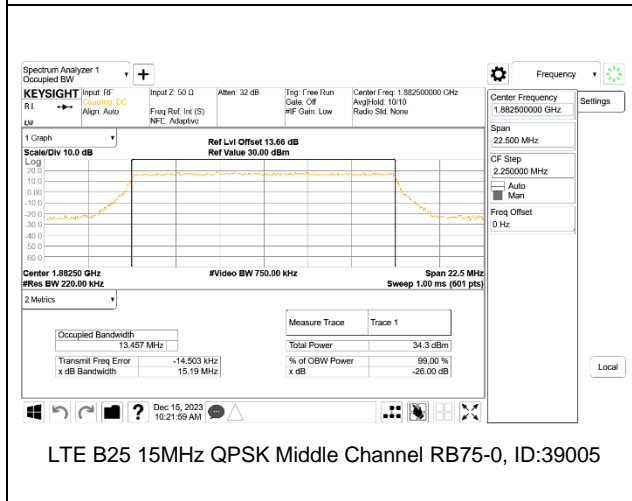 Spectrum Analyzer 1
Occupied BW
KEYSIGHT
Input: RF
Coupling: DC
Align: Auto
Input Z: 50 Ω
Freq Ref: Int (S)
NFE: Adaptive
Atten: 32 dB
Trig: Free Run
Gate: Off
#IF Gain: Low
Center Freq: 1.882500000 GHz
Avg|Hold: 10/10
Radio Std: None
1 Graph
Scale/Div 10.0 dB
Ref Lvl Offset 13.66 dB
Ref Value 30.00 dBm
Log
20.0
10.0
0.00
-10.0
-20.0
-30.0
-40.0
-50.0
-60.0
Center 1.88250 GHz
#Video BW 750.00 kHz
Span 22.5 MHz
#Res BW 220.00 kHz
Sweep 1.00 ms (601 pts)
2 Metrics
Measure Trace Trace 1
Occupied Bandwidth
13.457 MHz
Total Power 34.3 dBm
Transmit Freq Error -14.503 kHz
% of OBW Power 99.00 %
x dB Bandwidth 15.19 MHz
x dB -26.00 dB
Dec 15, 2023
10:21:59 AM
Frequency
Center Frequency
1.882500000 GHz
Settings
Span
22.500 MHz
CF Step
2.250000 MHz
Auto
Man
Freq Offset
0 Hz
Local
LTE B25 15MHz QPSK Middle Channel RB75-0, ID:39005